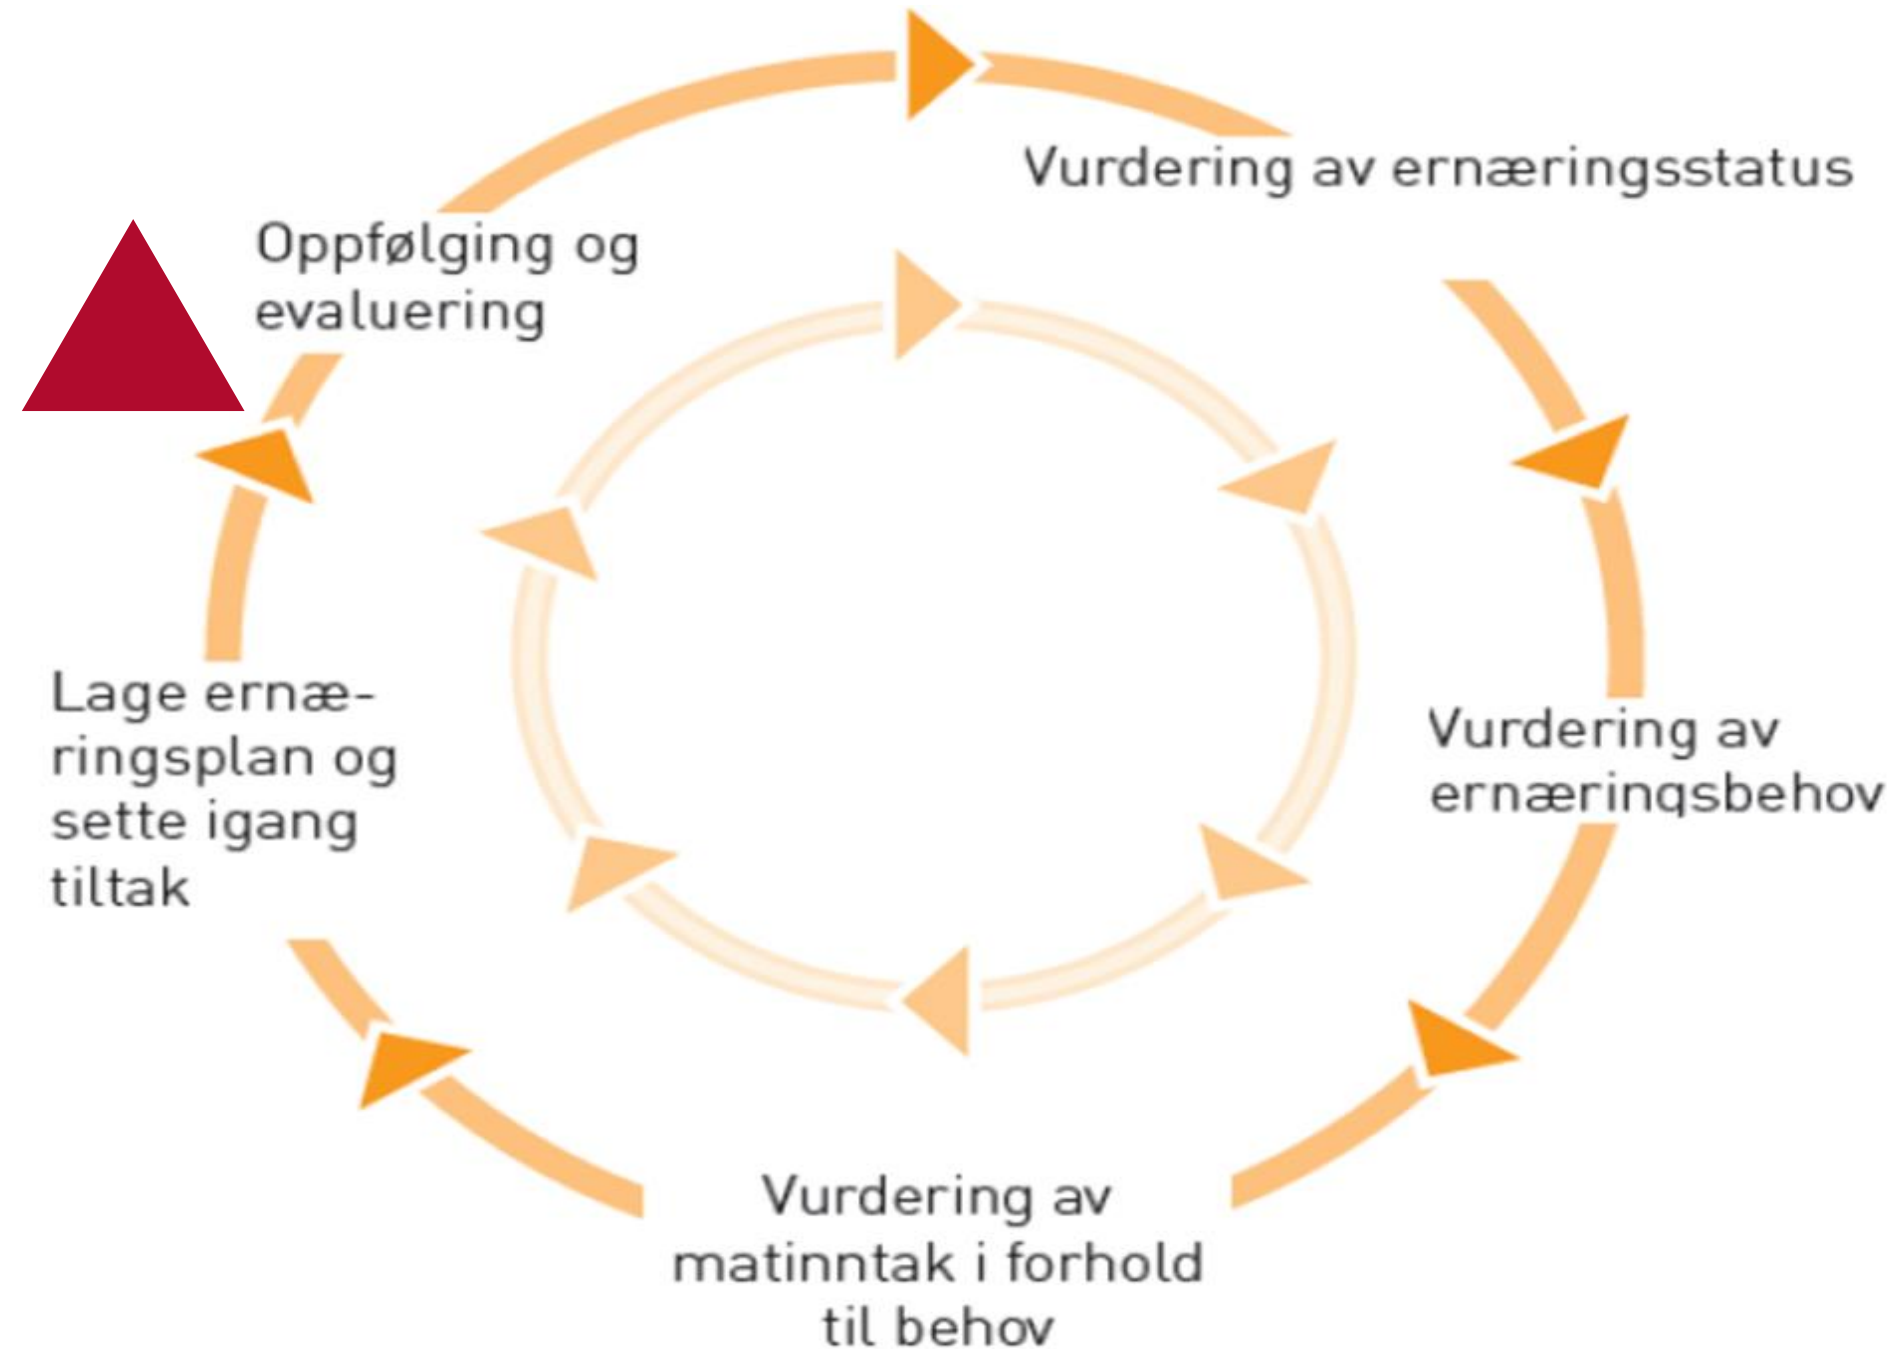 Vurdering av ernæringsstatus
Oppfølging og
evaluering
Lage ernæ-
ringsplan og
sette igang
tiltak
Vurdering av
ernæringsbehov
Vurdering av
matinntak i forhold
til behov